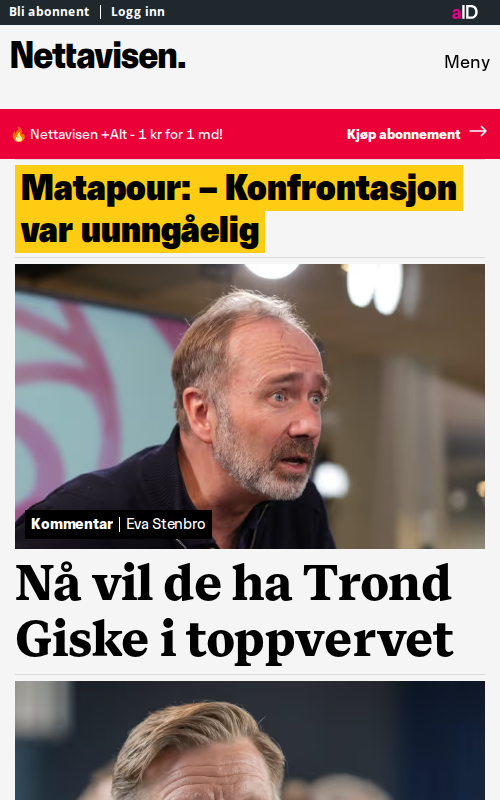 Bli abonnent | Logg inn
aID
Nettavisen.
Meny
🔥 Nettavisen +Alt - 1 kr for 1 md!
Kjøp abonnement →
Matapour: – Konfrontasjon
var uunngåelig
Kommentar | Eva Stenbro
Nå vil de ha Trond
Giske i toppvervet